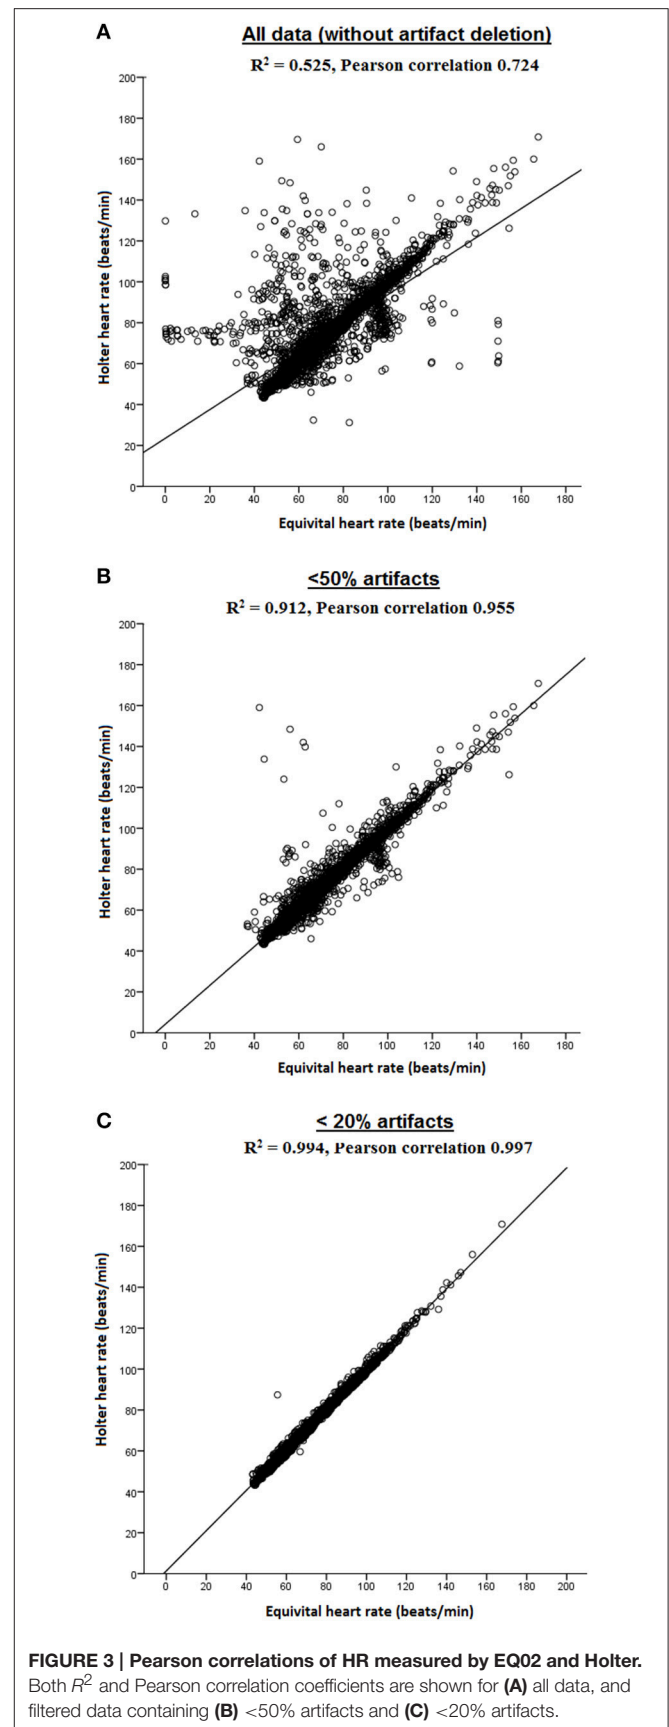 A
All data (without artifact deletion)
R² = 0.525, Pearson correlation 0.724
200
180
160
140
120
100
80
60
40
20
0
Holter heart rate (beats/min)
0 20 40 60 80 100 120 140 160 180
Equivital heart rate (beats/min)
B
<50% artifacts
R² = 0.912, Pearson correlation 0.955
200
180
160
140
120
100
80
60
40
20
0
Holter heart rate (beats/min)
0 20 40 60 80 100 120 140 160 180
Equivital heart rate (beats/min)
C
< 20% artifacts
R² = 0.994, Pearson correlation 0.997
200
180
160
140
120
100
80
60
40
20
0
Holter heart rate (beats/min)
0 20 40 60 80 100 120 140 160 180 200
Equivital heart rate (beats/min)
FIGURE 3 | Pearson correlations of HR measured by EQ02 and Holter.
Both R² and Pearson correlation coefficients are shown for (A) all data, and
filtered data containing (B) <50% artifacts and (C) <20% artifacts.